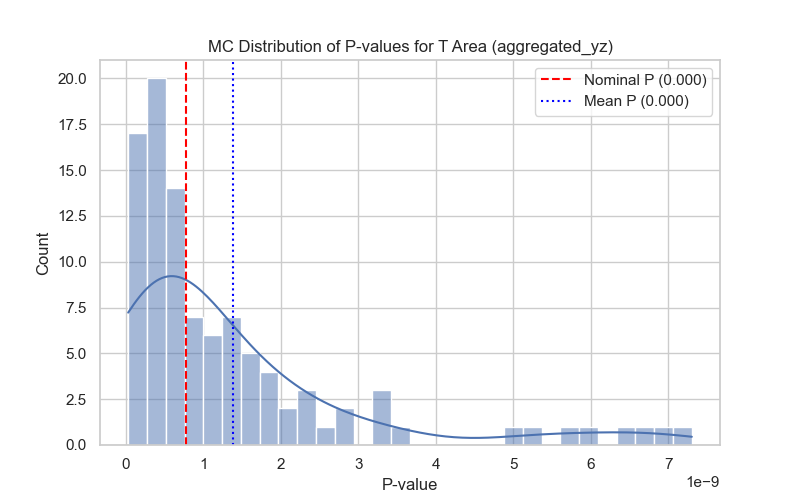 MC Distribution of P-values for T Area (aggregated_yz)
Nominal P (0.000)
Mean P (0.000)
20.0
17.5
15.0
12.5
10.0
7.5
5.0
2.5
0.0
Count
0 1 2 3 4 5 6 7
P-value
1e−9